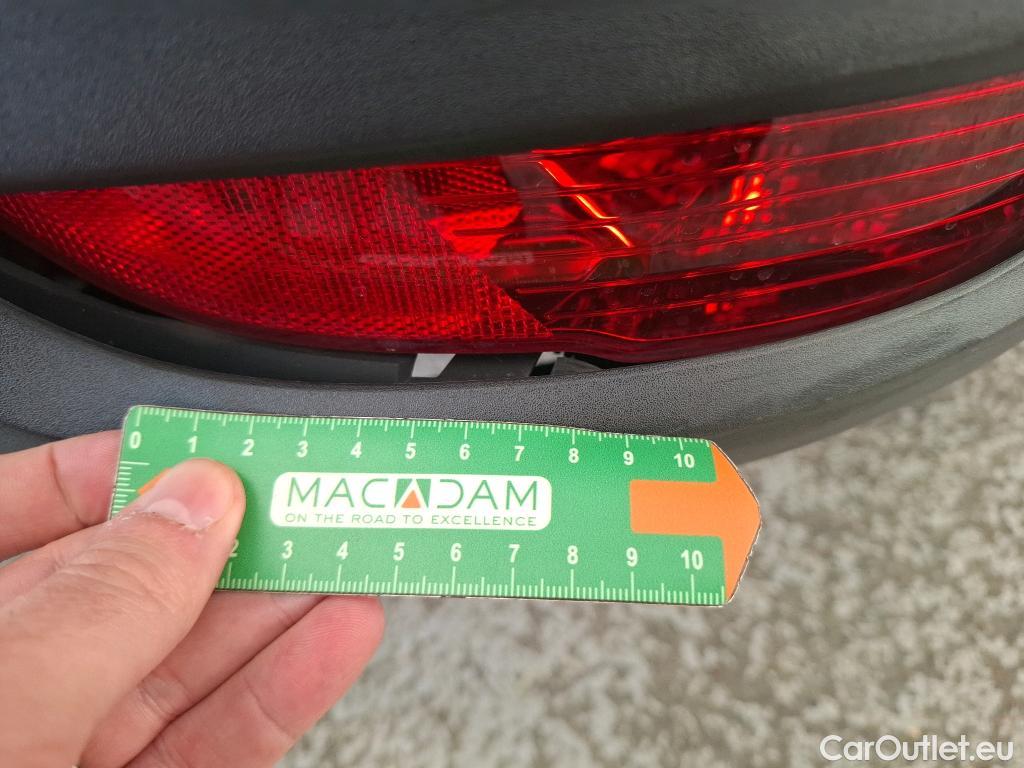 0 1 2 3 4 5 6 7 8 9 10
MACADAM
ON THE ROAD TO EXCELLENCE
2 3 4 5 6 7 8 9 10
CarOutlet.eu